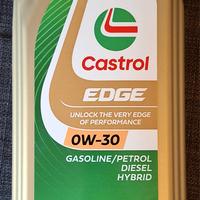 Castrol
EDGE
UNLOCK THE VERY EDGE
OF PERFORMANCE
0W-30
GASOLINE/PETROL
DIESEL
HYBRID